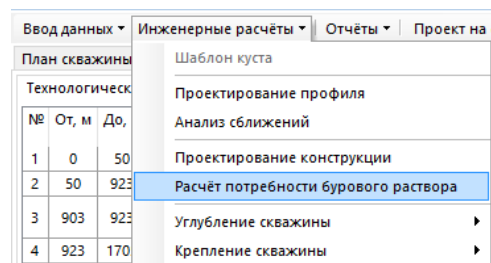 Ввод данных Инженерные расчёты Отчёты Проект на
План скважины
Шаблон куста
Технологическ
Проектирование профиля
№ От, м До,
Анализ сближений
1 0 50
Проектирование конструкции
2 50 923
Расчёт потребности бурового раствора
3 903 923
Углубление скважины
4 923 170
Крепление скважины